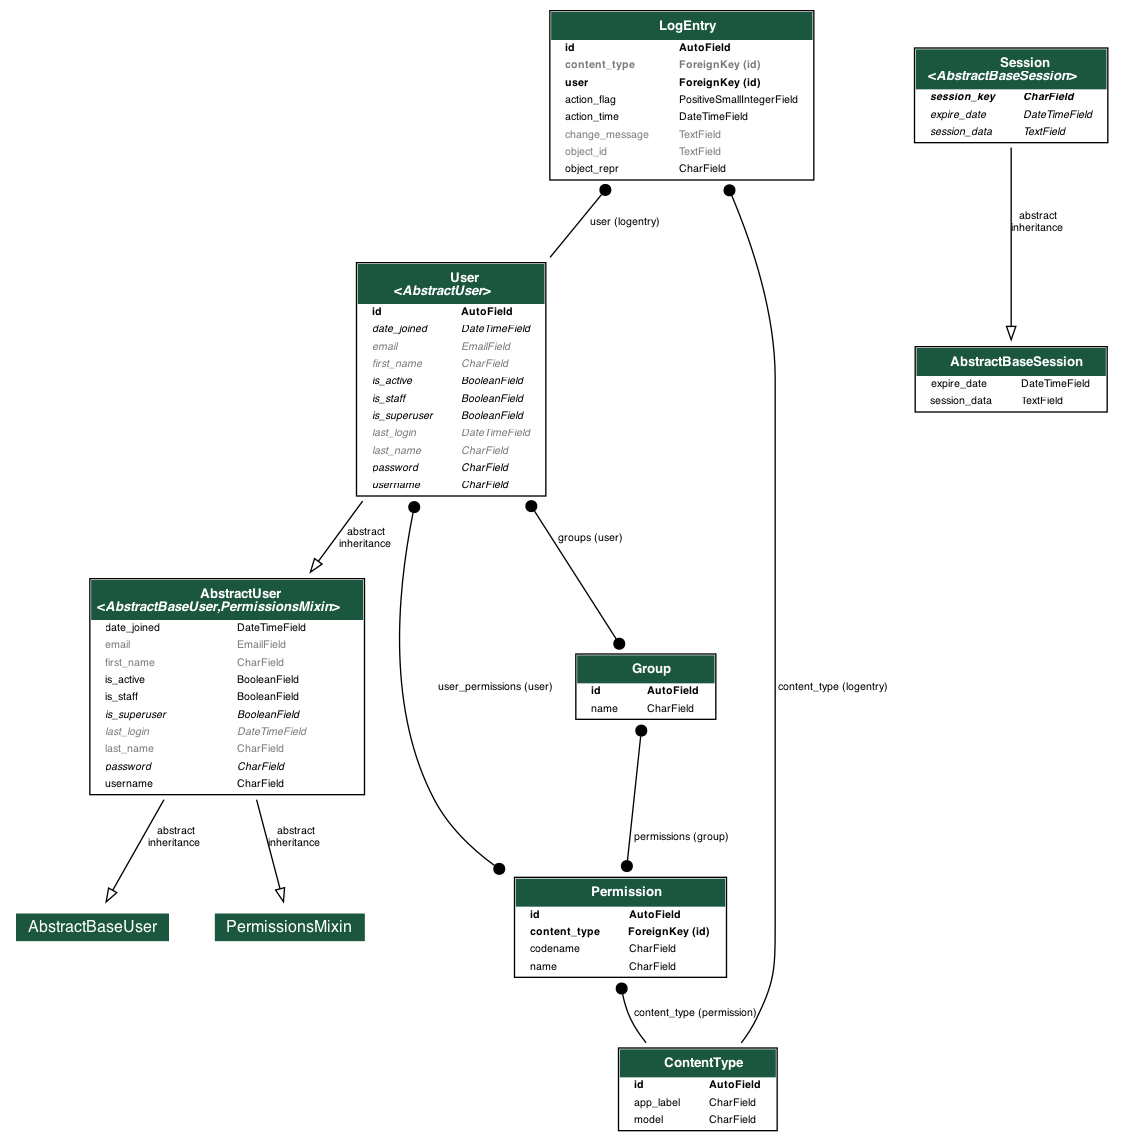 LogEntry
id AutoField
content_type ForeignKey (id)
user ForeignKey (id)
action_flag PositiveSmallIntegerField
action_time DateTimeField
change_message TextField
object_id TextField
object_repr CharField
Session
<AbstractBaseSession>
session_key CharField
expire_date DateTimeField
session_data TextField
user (logentry)
abstract
inheritance
User
<AbstractUser>
id AutoField
date_joined DateTimeField
email EmailField
first_name CharField
is_active BooleanField
is_staff BooleanField
is_superuser BooleanField
last_login DateTimeField
last_name CharField
password CharField
username CharField
AbstractBaseSession
expire_date DateTimeField
session_data TextField
abstract
inheritance
groups (user)
AbstractUser
<AbstractBaseUser,PermissionsMixin>
date_joined DateTimeField
email EmailField
first_name CharField
is_active BooleanField
is_staff BooleanField
is_superuser BooleanField
last_login DateTimeField
last_name CharField
password CharField
username CharField
user_permissions (user)
Group
id AutoField
name CharField
content_type (logentry)
abstract
inheritance
abstract
inheritance
permissions (group)
AbstractBaseUser
PermissionsMixin
Permission
id AutoField
content_type ForeignKey (id)
codename CharField
name CharField
content_type (permission)
ContentType
id AutoField
app_label CharField
model CharField